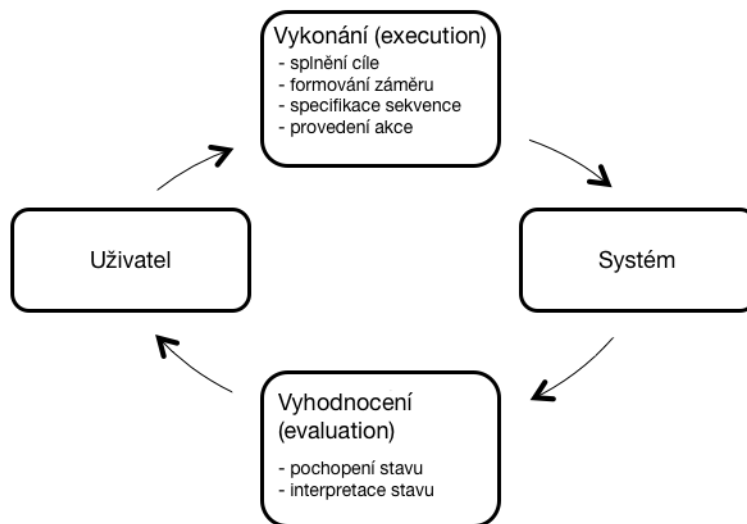 Vykonání (execution)
- splnění cíle
- formování záměru
- specifikace sekvence
- provedení akce
Uživatel
Systém
Vyhodnocení
(evaluation)
- pochopení stavu
- interpretace stavu